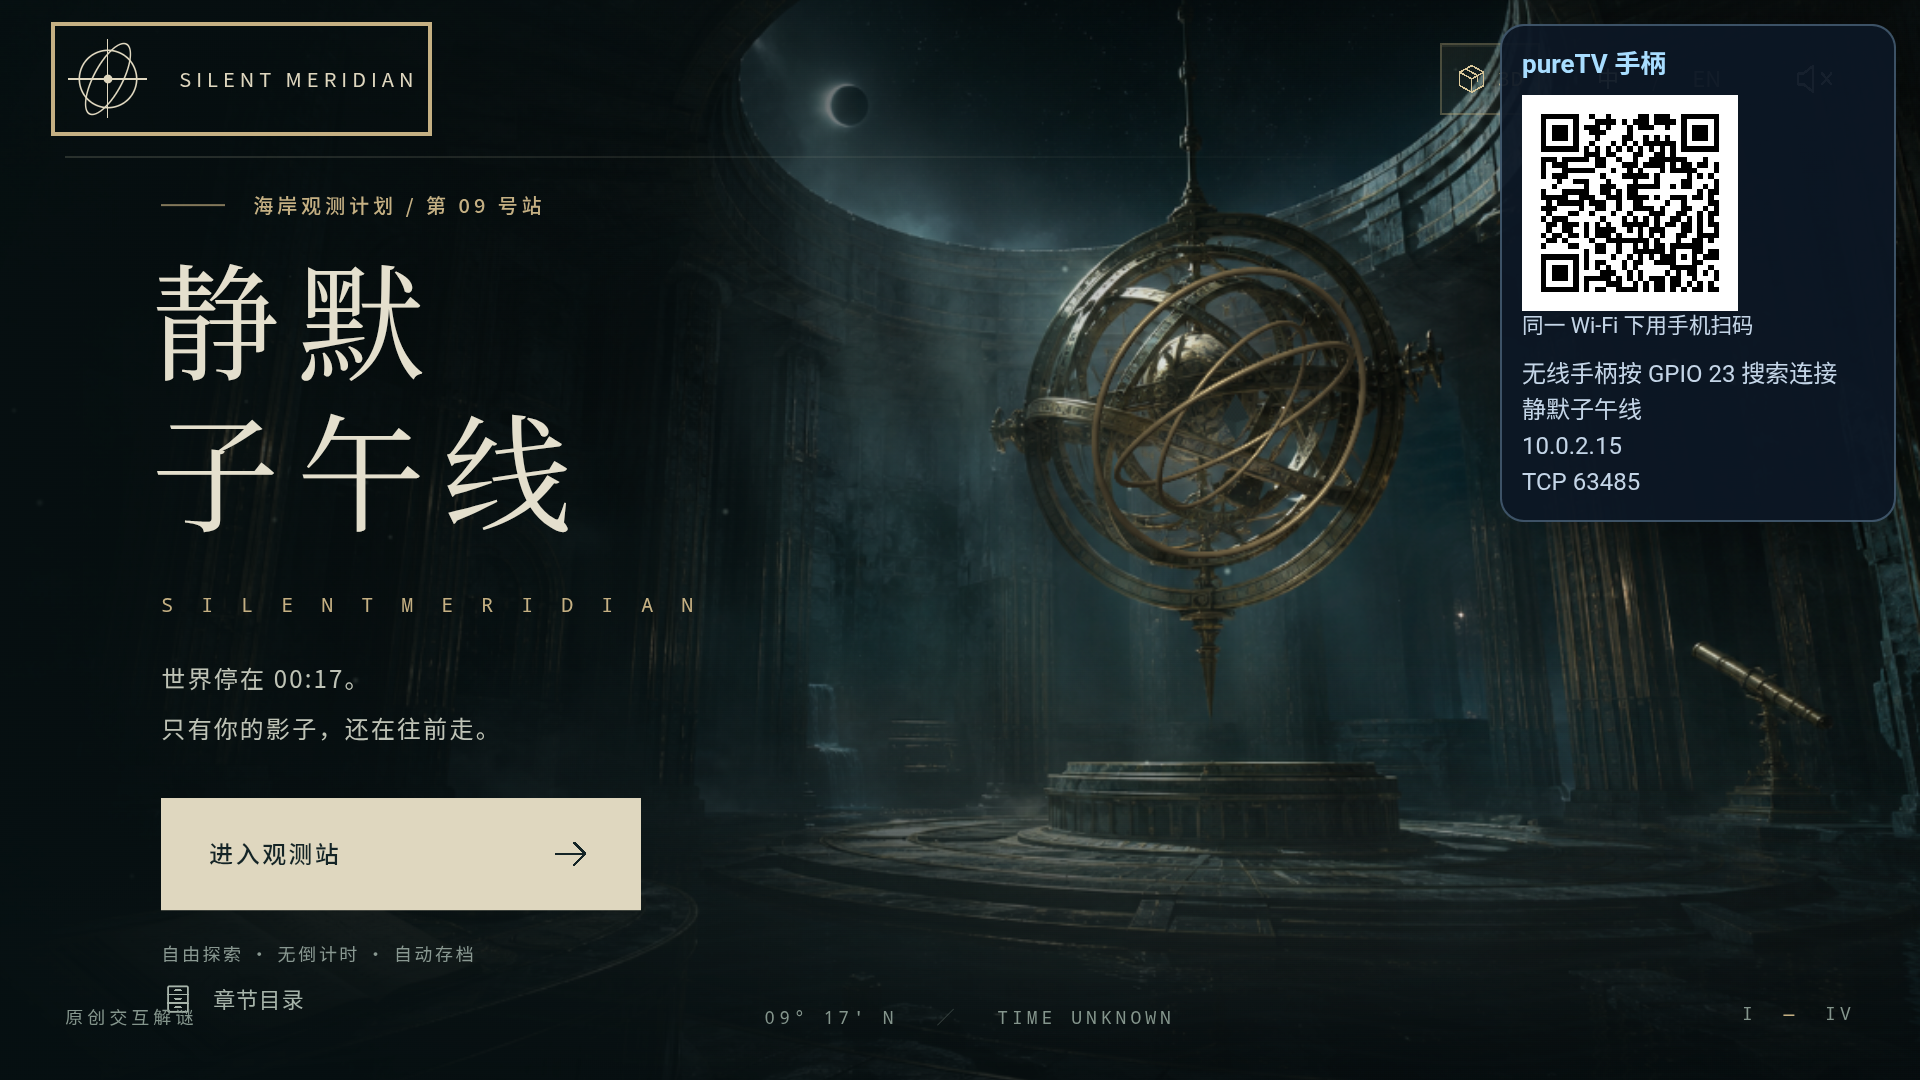 SILENT MERIDIAN
海岸观测计划 / 第 09 号站
静默
子午线
SILENTMERIDIAN
世界停在 00:17。
只有你的影子，还在往前走。
进入观测站
自由探索 · 无倒计时 · 自动存档
章节目录
原创交互解谜
09° 17' N ／ TIME UNKNOWN
I — IV
中
EN
pureTV 手柄
同一 Wi-Fi 下用手机扫码
无线手柄按 GPIO 23 搜索连接
静默子午线
10.0.2.15
TCP 63485